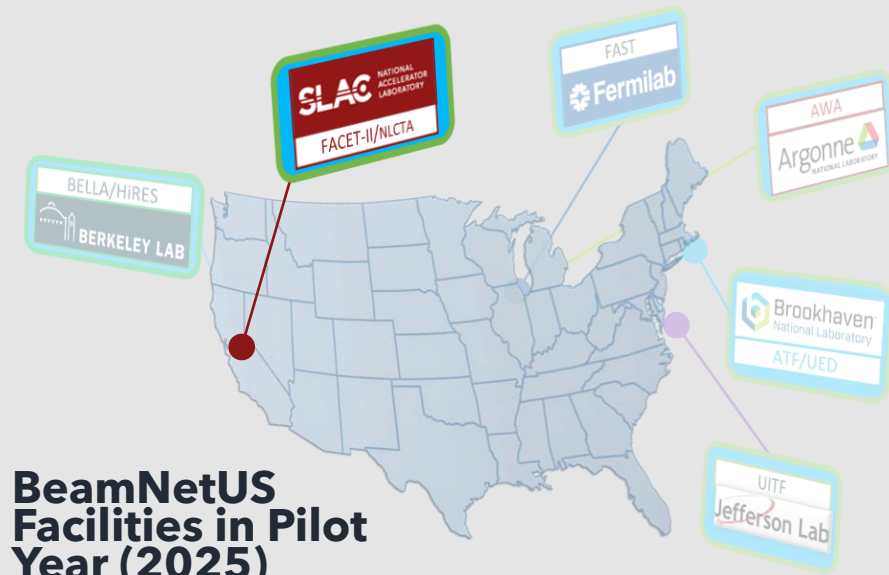 SLAC
NATIONAL
ACCELERATOR
LABORATORY
FACET-II/NLCTA
FAST
Fermilab
AWA
Argonne
NATIONAL LABORATORY
BELLA/HiRES
BERKELEY LAB
Brookhaven
National Laboratory
ATF/UED
UITF
Jefferson Lab
BeamNetUS
Facilities in Pilot
Year (2025)